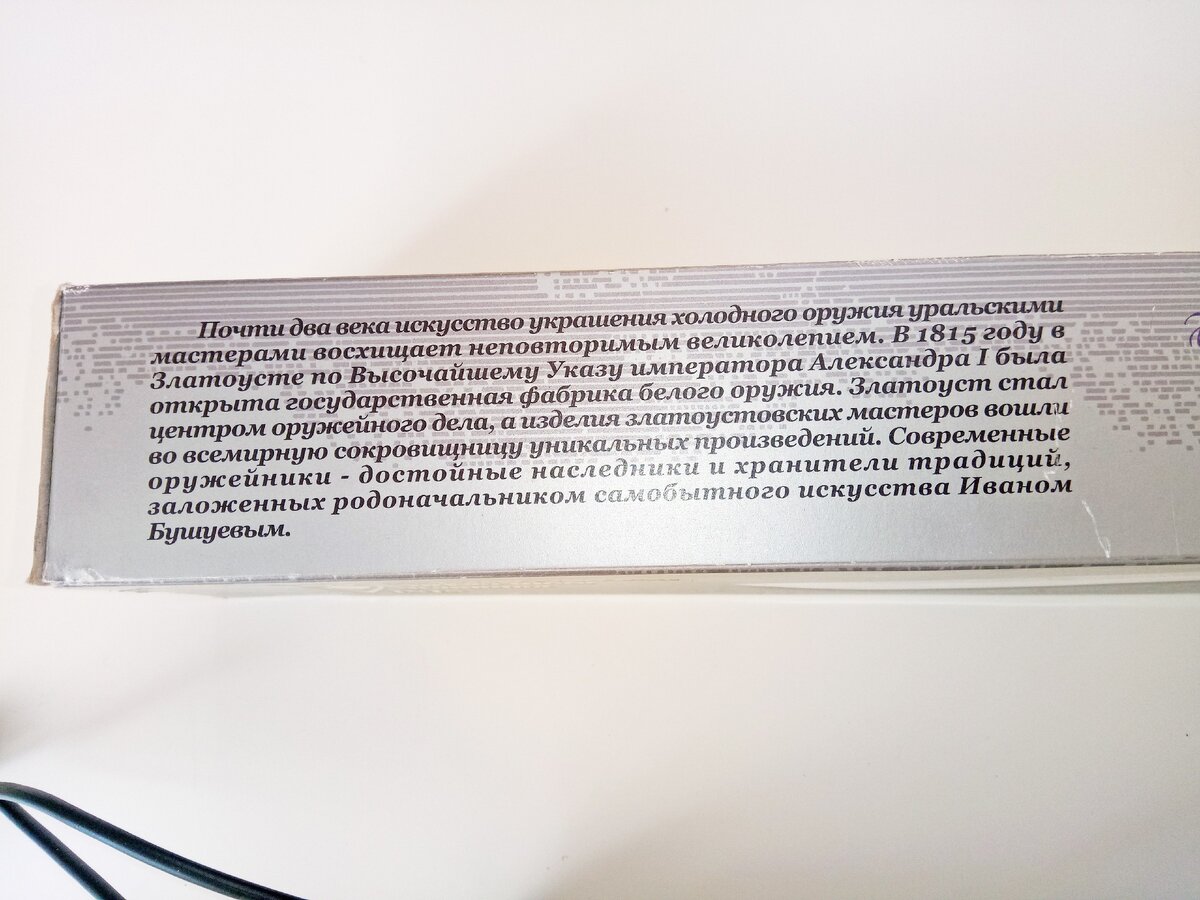 Почти два века искусство украшения холодного оружия уральскими
мастерами восхищает неповторимым великолепием. В 1815 году в
Златоусте по Высочайшему Указу императора Александра I была
открыта государственная фабрика белого оружия. Златоуст стал
центром оружейного дела, а изделия златоустовских мастеров вошли
во всемирную сокровищницу уникальных произведений. Современные
оружейники - достойные наследники и хранители традиций,
заложенных родоначальником самобытного искусства Иваном
Бушуевым.